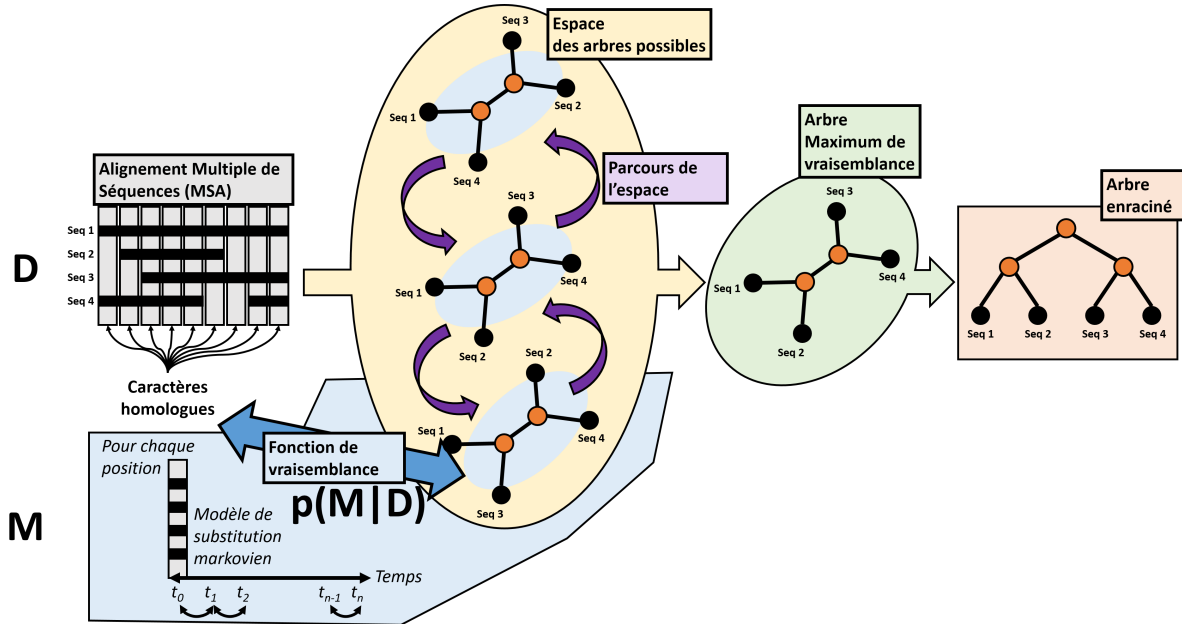 Espace
des arbres possibles
Seq 3
Seq 1
Seq 2
Seq 4
Parcours de
l'espace
Alignement Multiple de
Séquences (MSA)
Seq 1
Seq 2
Seq 3
Seq 4
D
Caractères
homologues
Seq 3
Seq 1
Seq 4
Seq 2
Seq 2
Seq 1
Seq 4
Seq 3
Arbre
Maximum de
vraisemblance
Seq 3
Seq 1
Seq 4
Seq 2
Arbre
enraciné
Seq 1 Seq 2 Seq 3 Seq 4
Fonction de
vraisemblance
p(M|D)
M
Pour chaque
position
Modèle de
substitution
markovien
Temps
t0 t1 t2 tn-1 tn